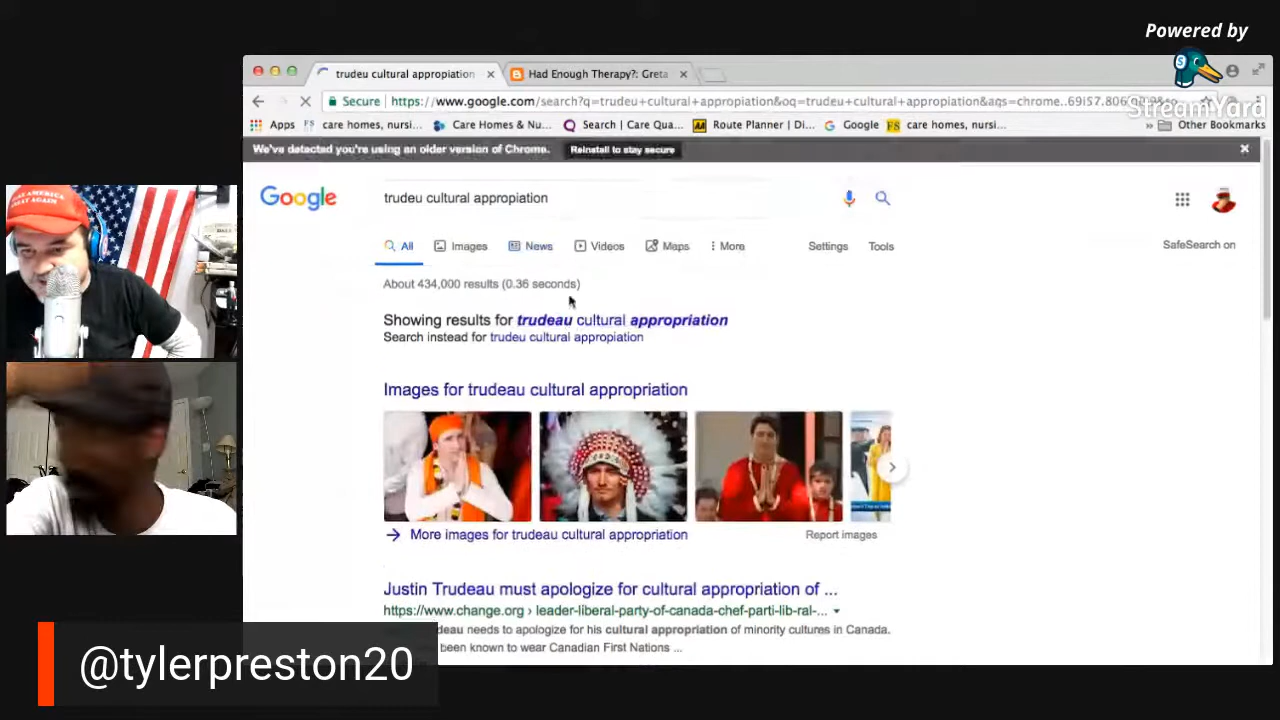 Powered by
StreamYard
trudeu cultural appropiation
Had Enough Therapy?: Greta
Secure
https://www.google.com/search?q=trudeu+cultural+appropiation&oq=trudeu+cultural+appropiation&aqs=chrome..69i57.806
Apps
care homes, nursi...
Care Homes & Nu...
Search | Care Qua...
Route Planner | Di...
Google
care homes, nursi...
Other Bookmarks
We've detected you're using an older version of Chrome.
Reinstall to stay secure
Google
trudeu cultural appropiation
All
Images
News
Videos
Maps
More
Settings
Tools
SafeSearch on
About 434,000 results (0.36 seconds)
Showing results for trudeau cultural appropriation
Search instead for trudeu cultural appropiation
Images for trudeau cultural appropriation
More images for trudeau cultural appropriation
Report images
Justin Trudeau must apologize for cultural appropriation of ...
https://www.change.org › leader-liberal-party-of-canada-chef-parti-lib-ral-...
deau needs to apologize for his cultural appropriation of minority cultures in Canada.
been known to wear Canadian First Nations ...
@tylerpreston20